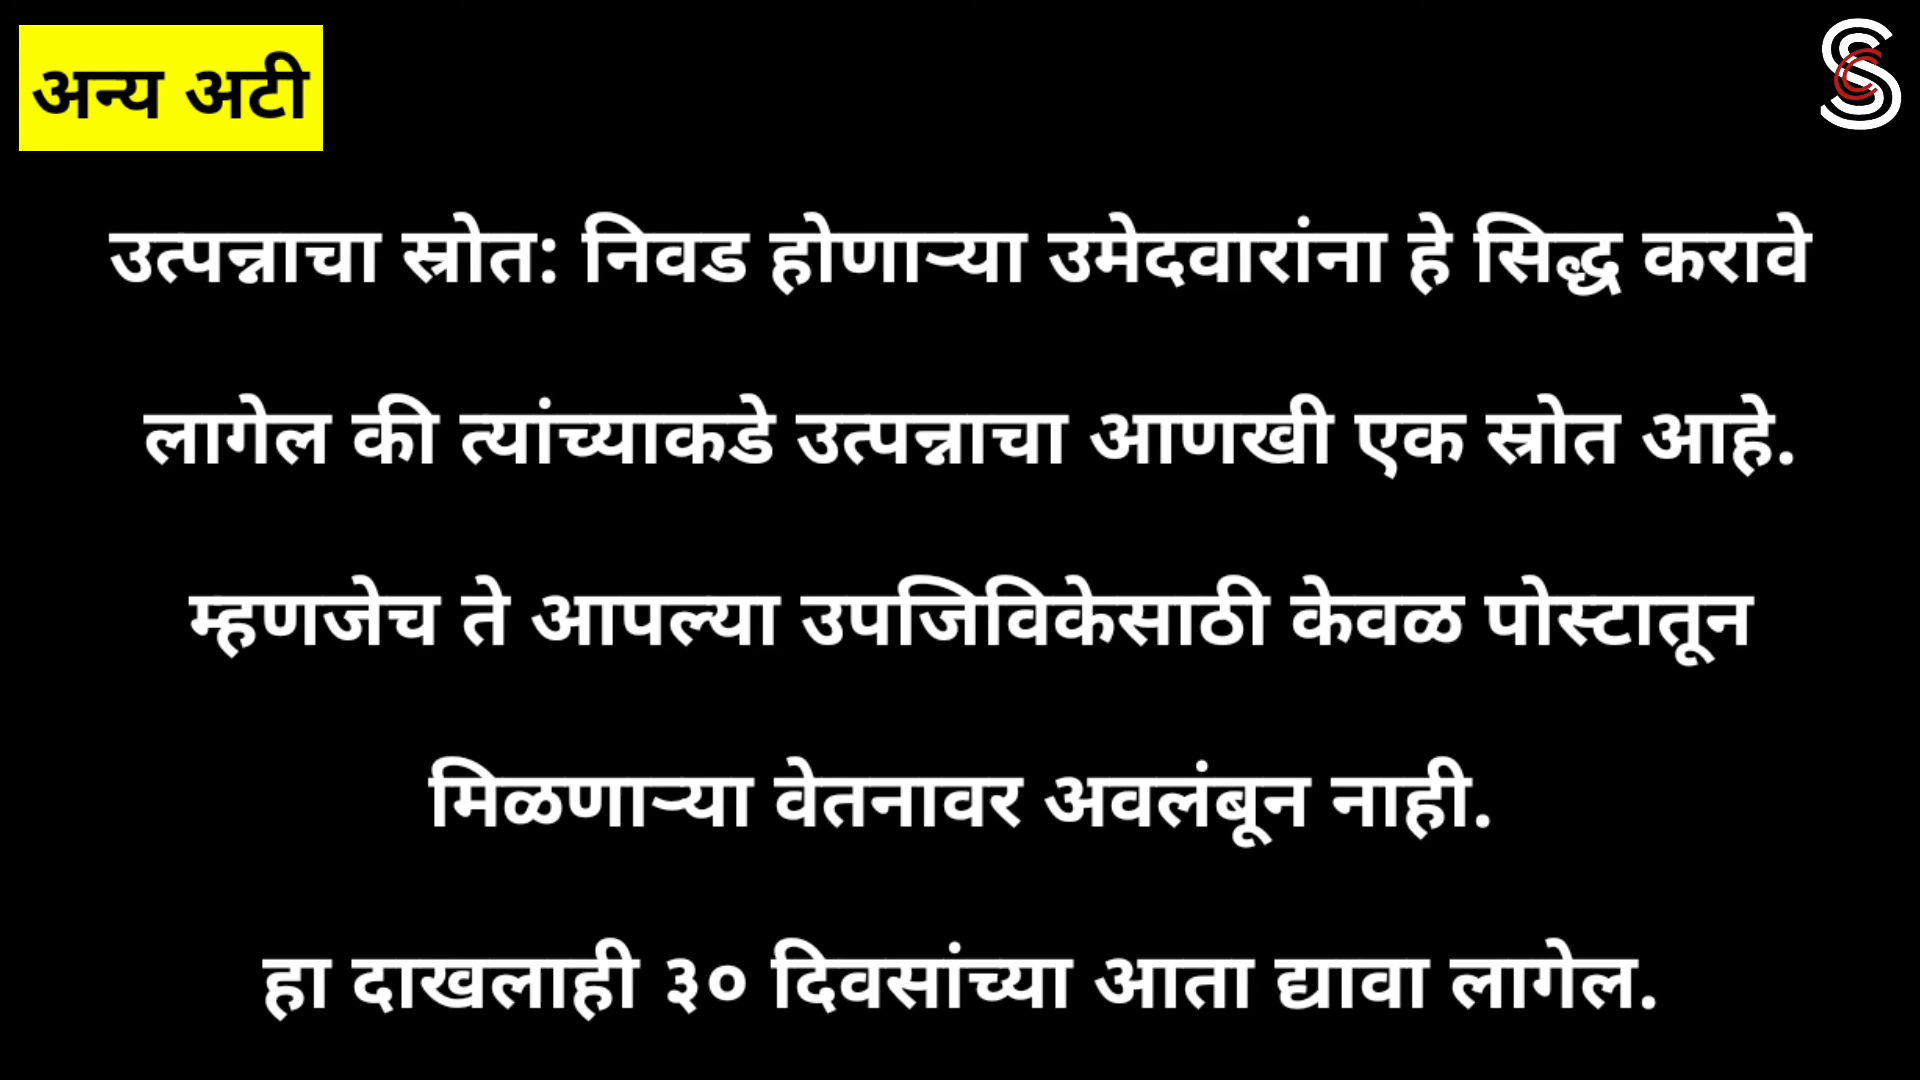 अन्य अटी
उत्पन्नाचा स्रोत: निवड होणाऱ्या उमेदवारांना हे सिद्ध करावे
लागेल की त्यांच्याकडे उत्पन्नाचा आणखी एक स्रोत आहे.
म्हणजेच ते आपल्या उपजिविकेसाठी केवळ पोस्टातून
मिळणाऱ्या वेतनावर अवलंबून नाही.
हा दाखलाही ३० दिवसांच्या आता द्यावा लागेल.